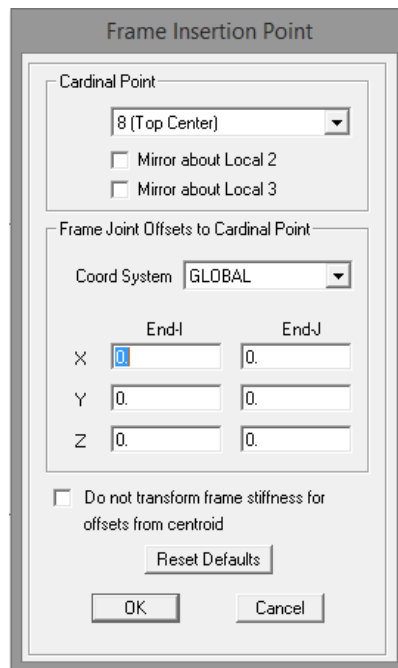 Frame Insertion Point
Cardinal Point
8 (Top Center)
Mirror about Local 2
Mirror about Local 3
Frame Joint Offsets to Cardinal Point
Coord System GLOBAL
End-I End-J
X 0. 0.
Y 0. 0.
Z 0. 0.
Do not transform frame stiffness for
offsets from centroid
Reset Defaults
OK Cancel